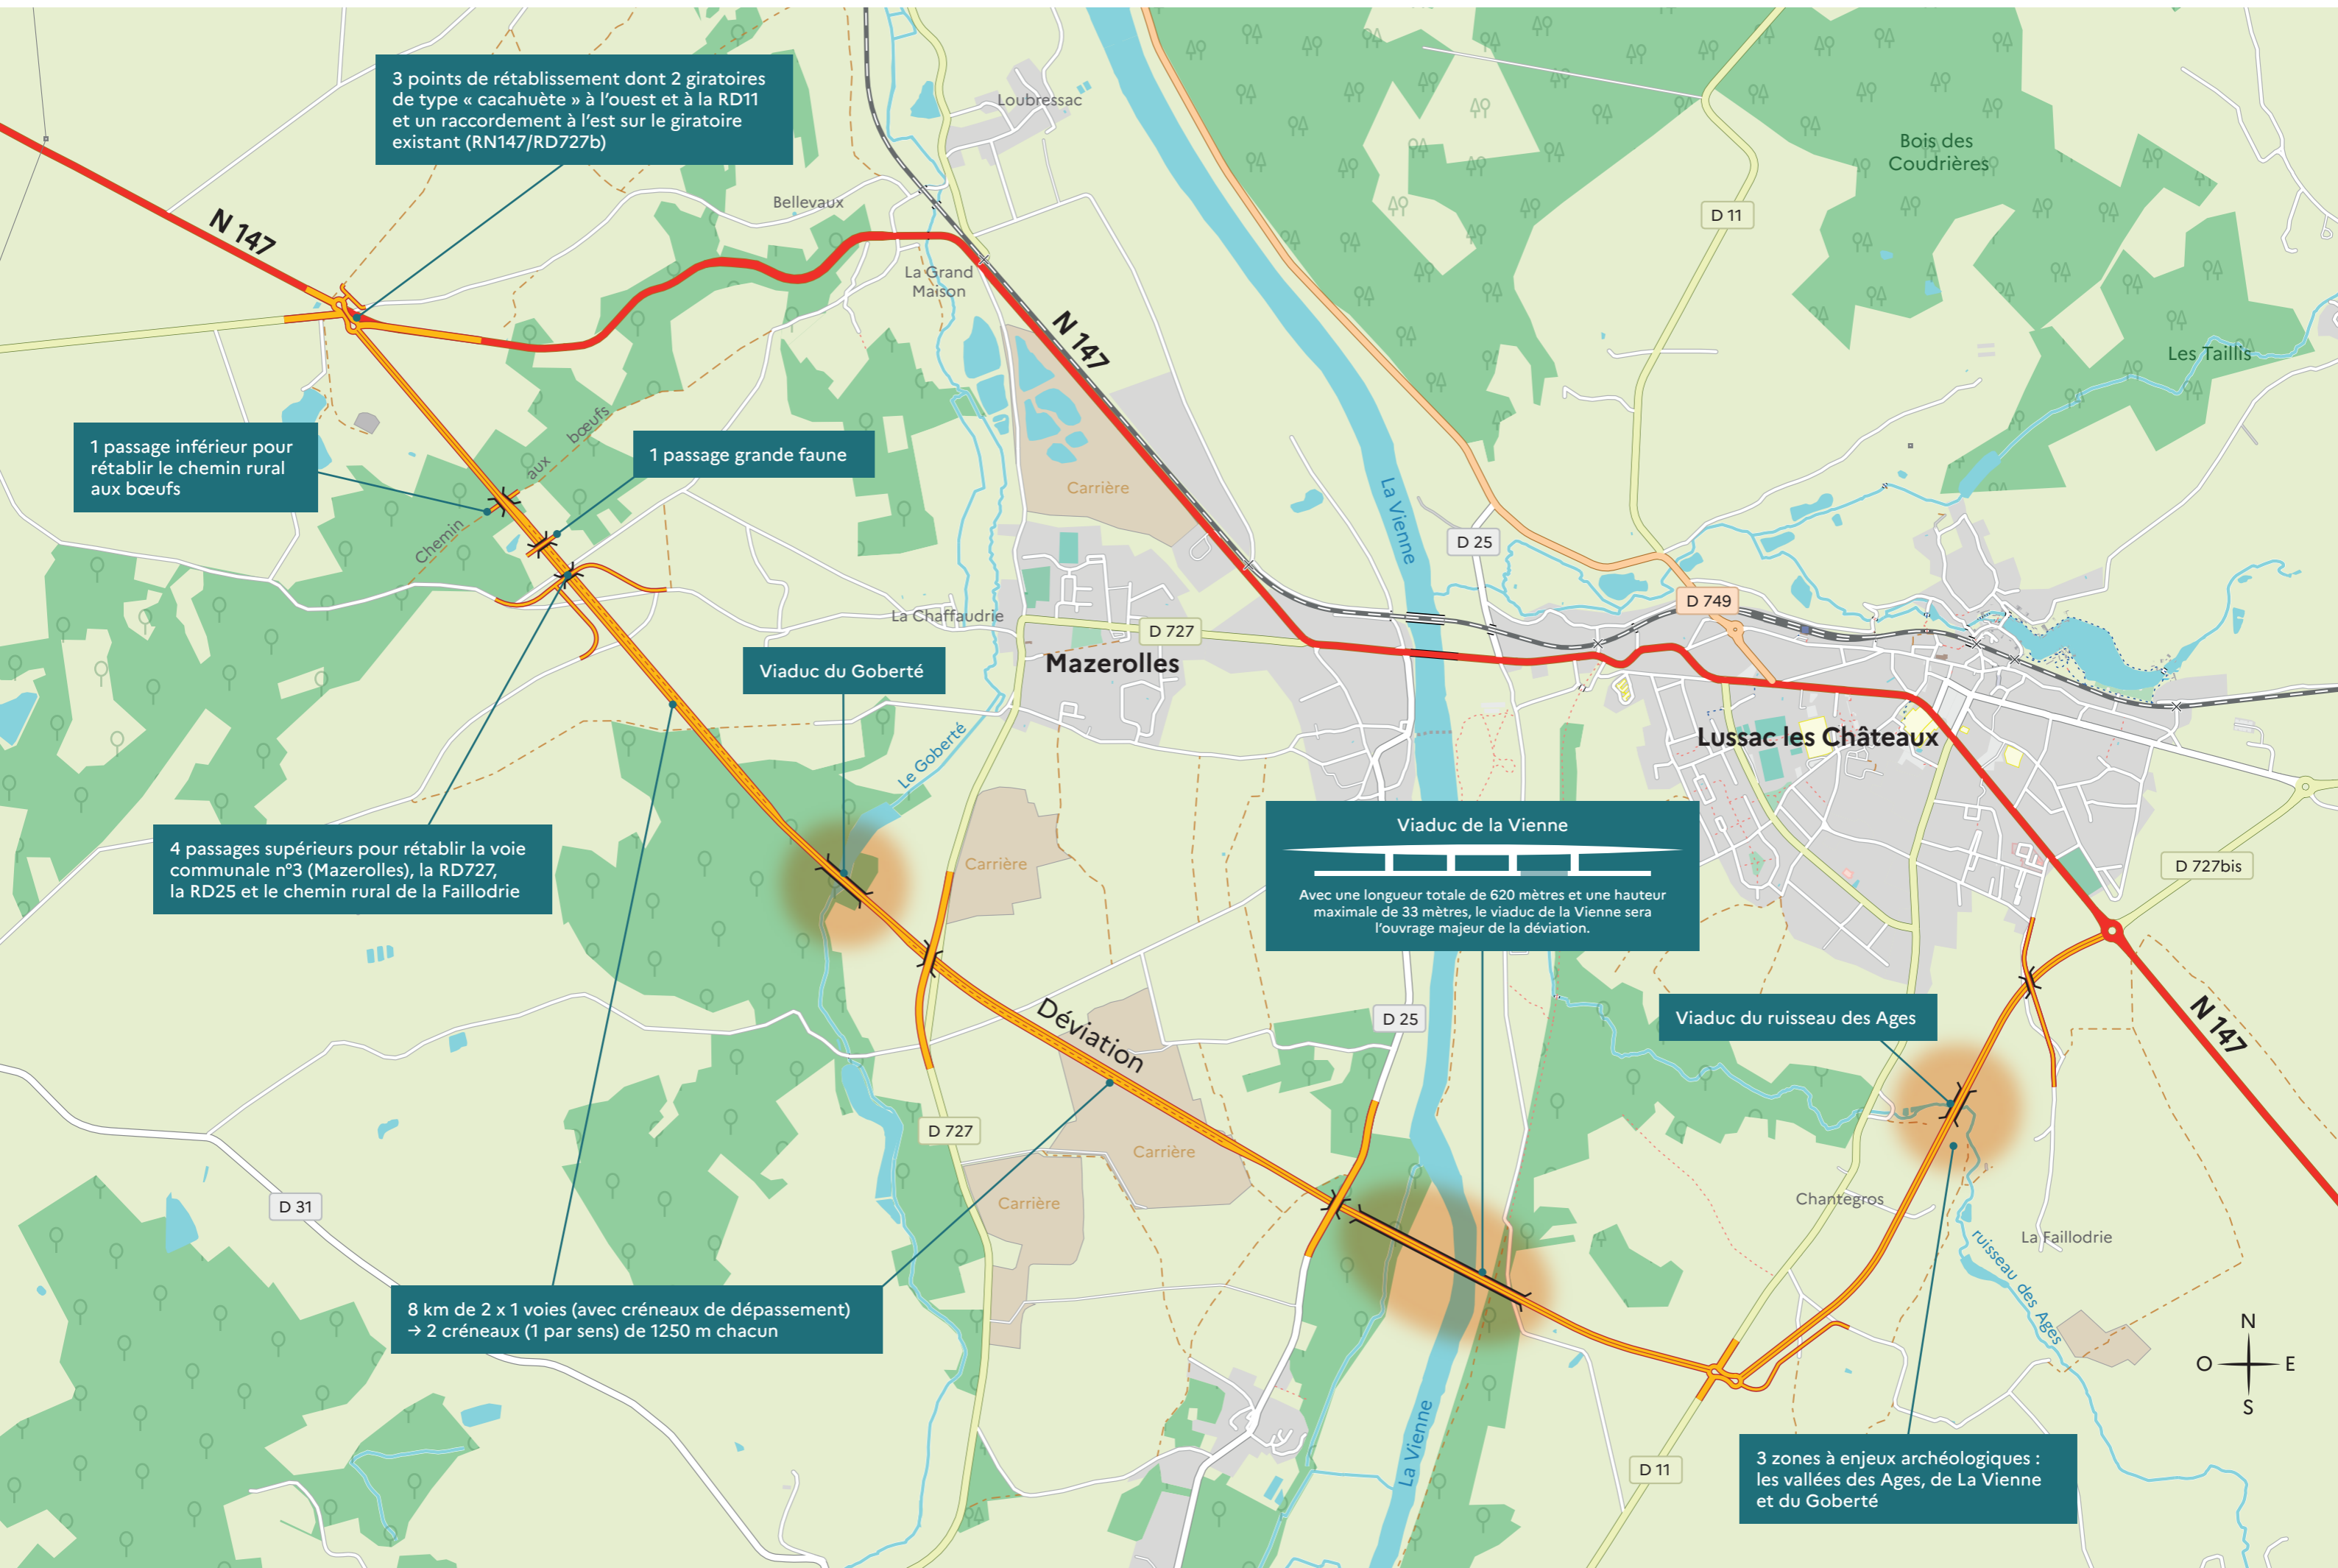 3 points de rétablissement dont 2 giratoires
de type « cacahuète » à l'ouest et à la RD11
et un raccordement à l'est sur le giratoire
existant (RN147/RD727b)
Loubressac
Bois des
Coudrières
Bellevaux
D 11
N 147
La Grand
Maison
N 147
Les Taillis
1 passage inférieur pour
rétablir le chemin rural
aux bœufs
Chemin aux bœufs
1 passage grande faune
Carrière
La Vienne
D 25
D 749
La Chaffaudrie
D 727
Mazerolles
Viaduc du Goberté
Le Goberté
Lussac les Châteaux
4 passages supérieurs pour rétablir la voie
communale n°3 (Mazerolles), la RD727,
la RD25 et le chemin rural de la Faillodrie
Carrière
Viaduc de la Vienne
Avec une longueur totale de 620 mètres et une hauteur
maximale de 33 mètres, le viaduc de la Vienne sera
l'ouvrage majeur de la déviation.
D 727bis
Déviation
D 25
Viaduc du ruisseau des Ages
N 147
D 727
Carrière
Carrière
D 31
Chantegros
La Faillodrie
ruisseau des Ages
8 km de 2 x 1 voies (avec créneaux de dépassement)
→ 2 créneaux (1 par sens) de 1250 m chacun
N
O E
S
La Vienne
D 11
3 zones à enjeux archéologiques :
les vallées des Ages, de La Vienne
et du Goberté